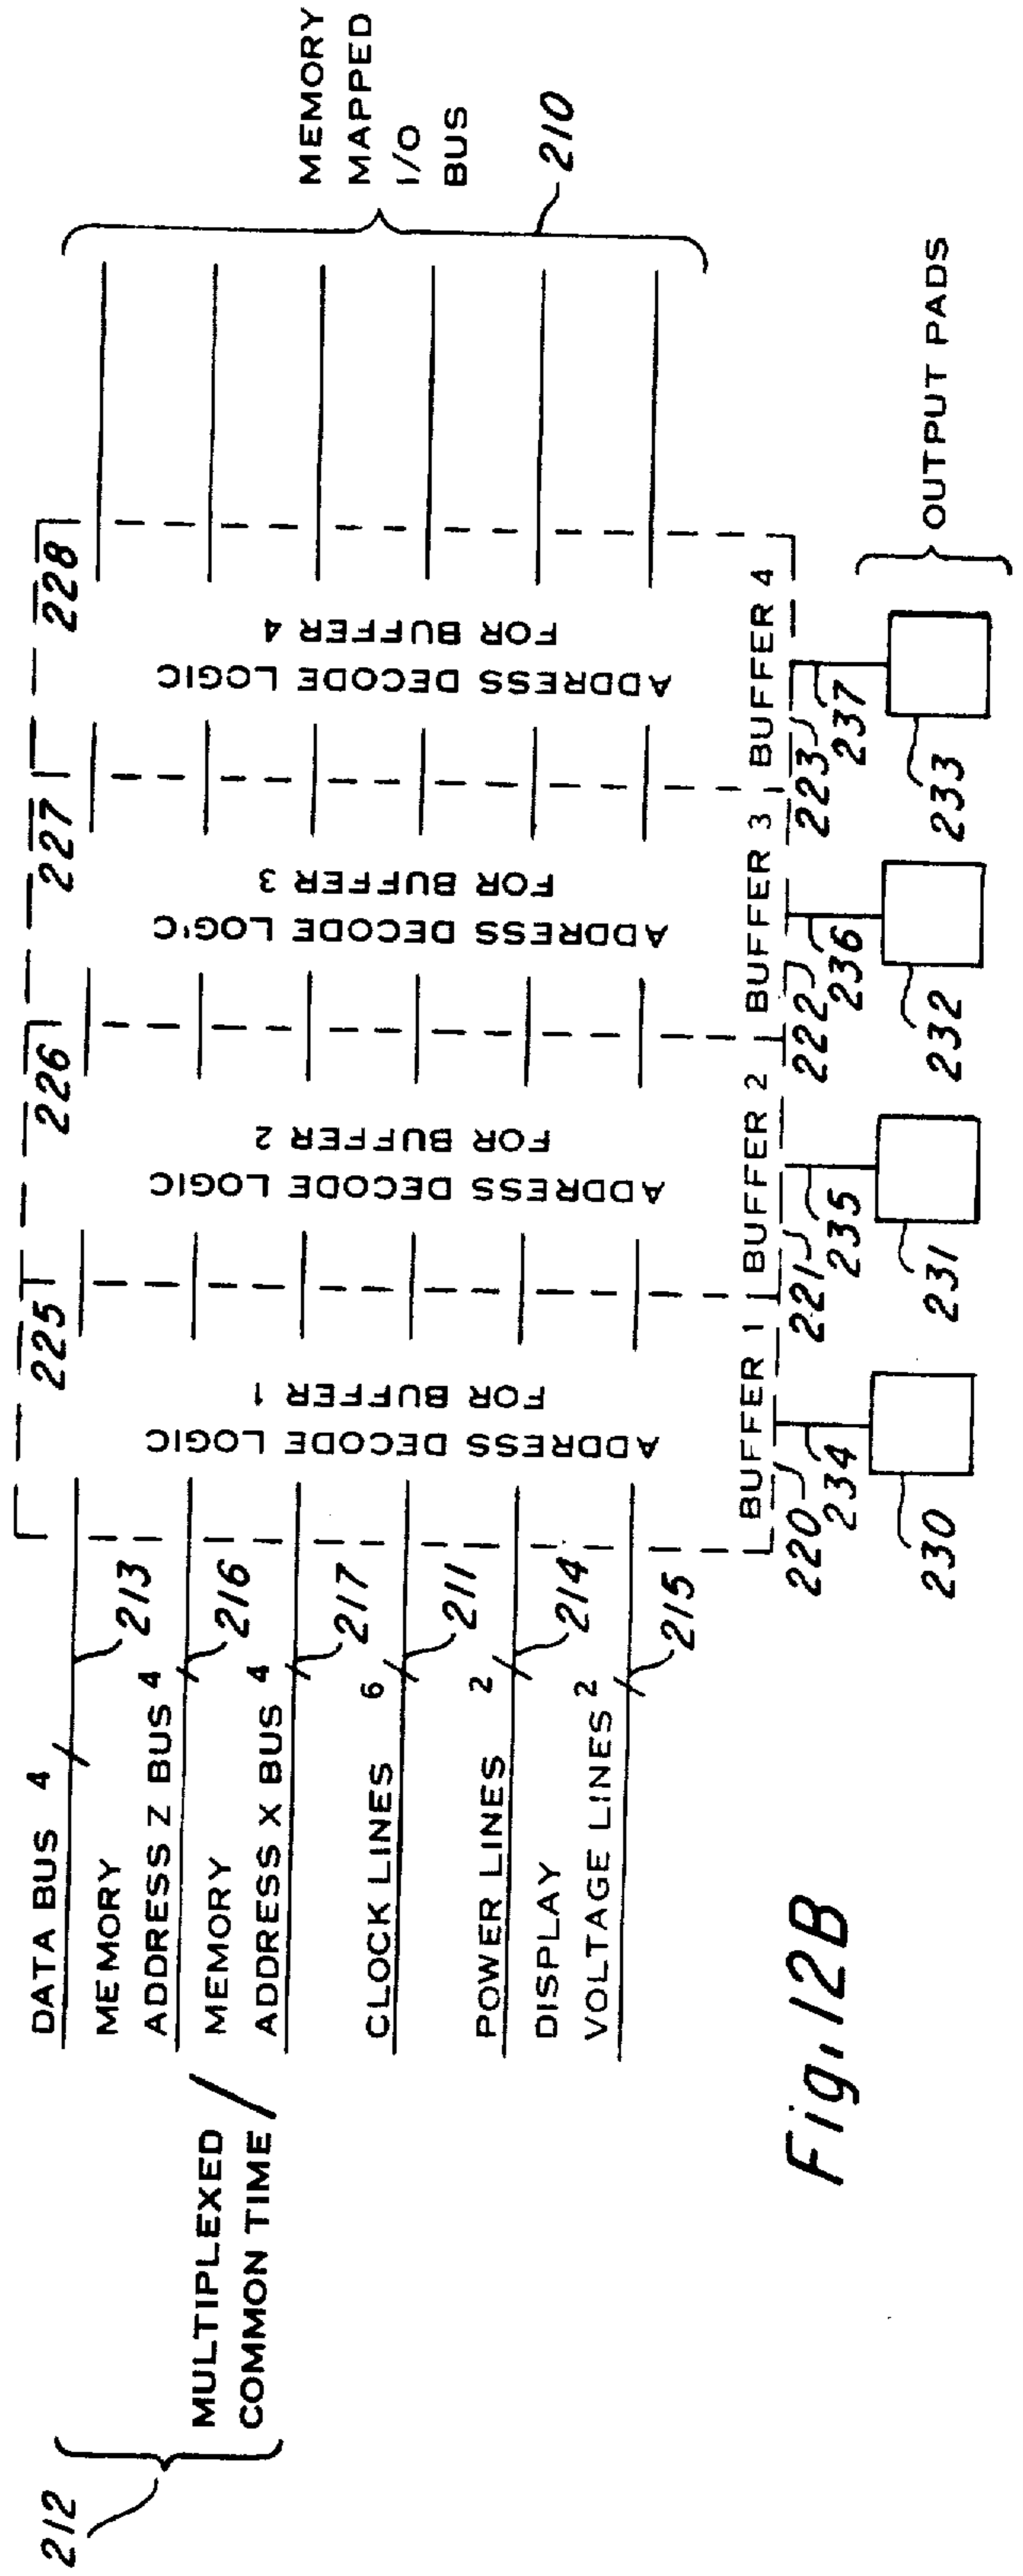 212
MULTIPLEXED
COMMON TIME
DATA BUS 4
213
MEMORY
ADDRESS Z BUS 4
216
MEMORY
ADDRESS X BUS 4
217
CLOCK LINES 6
211
POWER LINES 2
214
DISPLAY
VOLTAGE LINES 2
215
225
226
227
228
ADDRESS DECODE LOGIC
FOR BUFFER 1
ADDRESS DECODE LOGIC
FOR BUFFER 2
ADDRESS DECODE LOGIC
FOR BUFFER 3
ADDRESS DECODE LOGIC
FOR BUFFER 4
MEMORY
MAPPED
I/O
BUS
210
BUFFER 1
BUFFER 2
BUFFER 3
BUFFER 4
220
234
221
235
222
236
223
237
230
231
232
233
OUTPUT PADS
Fig. 12B